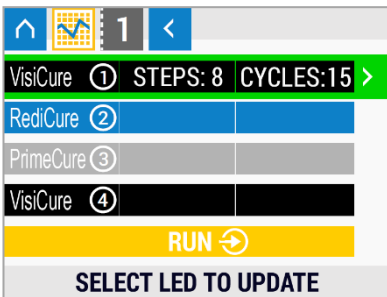 1
VisiCure 1 STEPS: 8 CYCLES:15
RediCure 2
PrimeCure 3
VisiCure 4
RUN
SELECT LED TO UPDATE